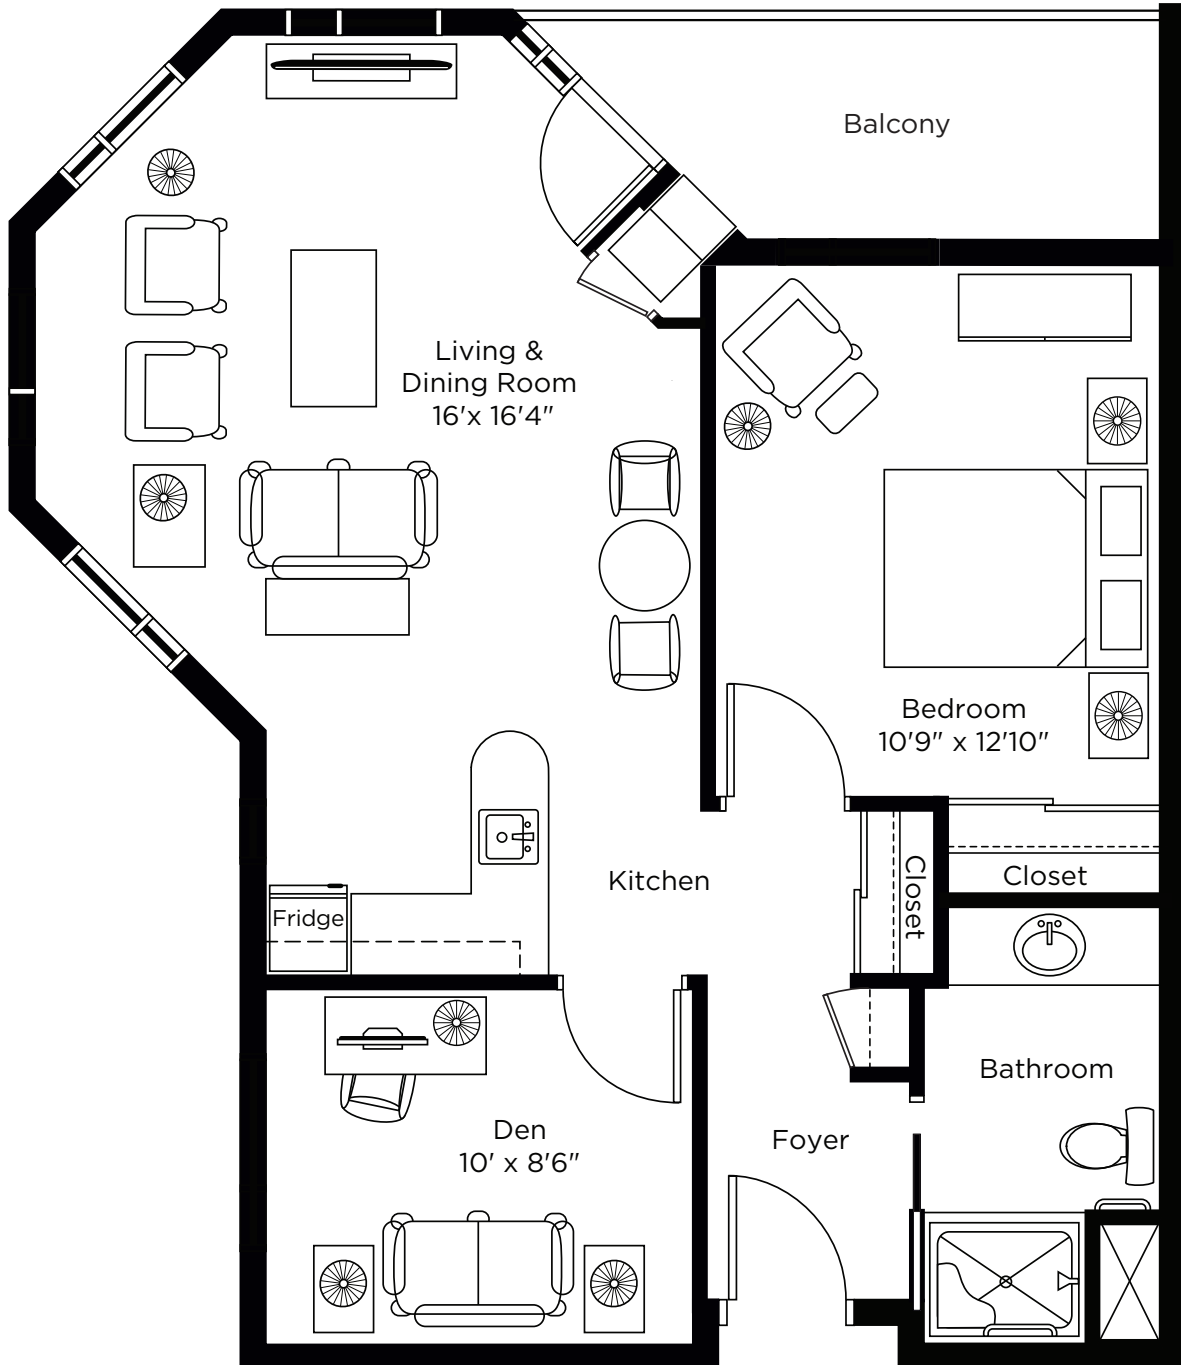 Balcony
Living &
Dining Room
16'x 16'4"
Bedroom
10'9" x 12'10"
Closet
Closet
Kitchen
Fridge
Bathroom
Den
10' x 8'6"
Foyer